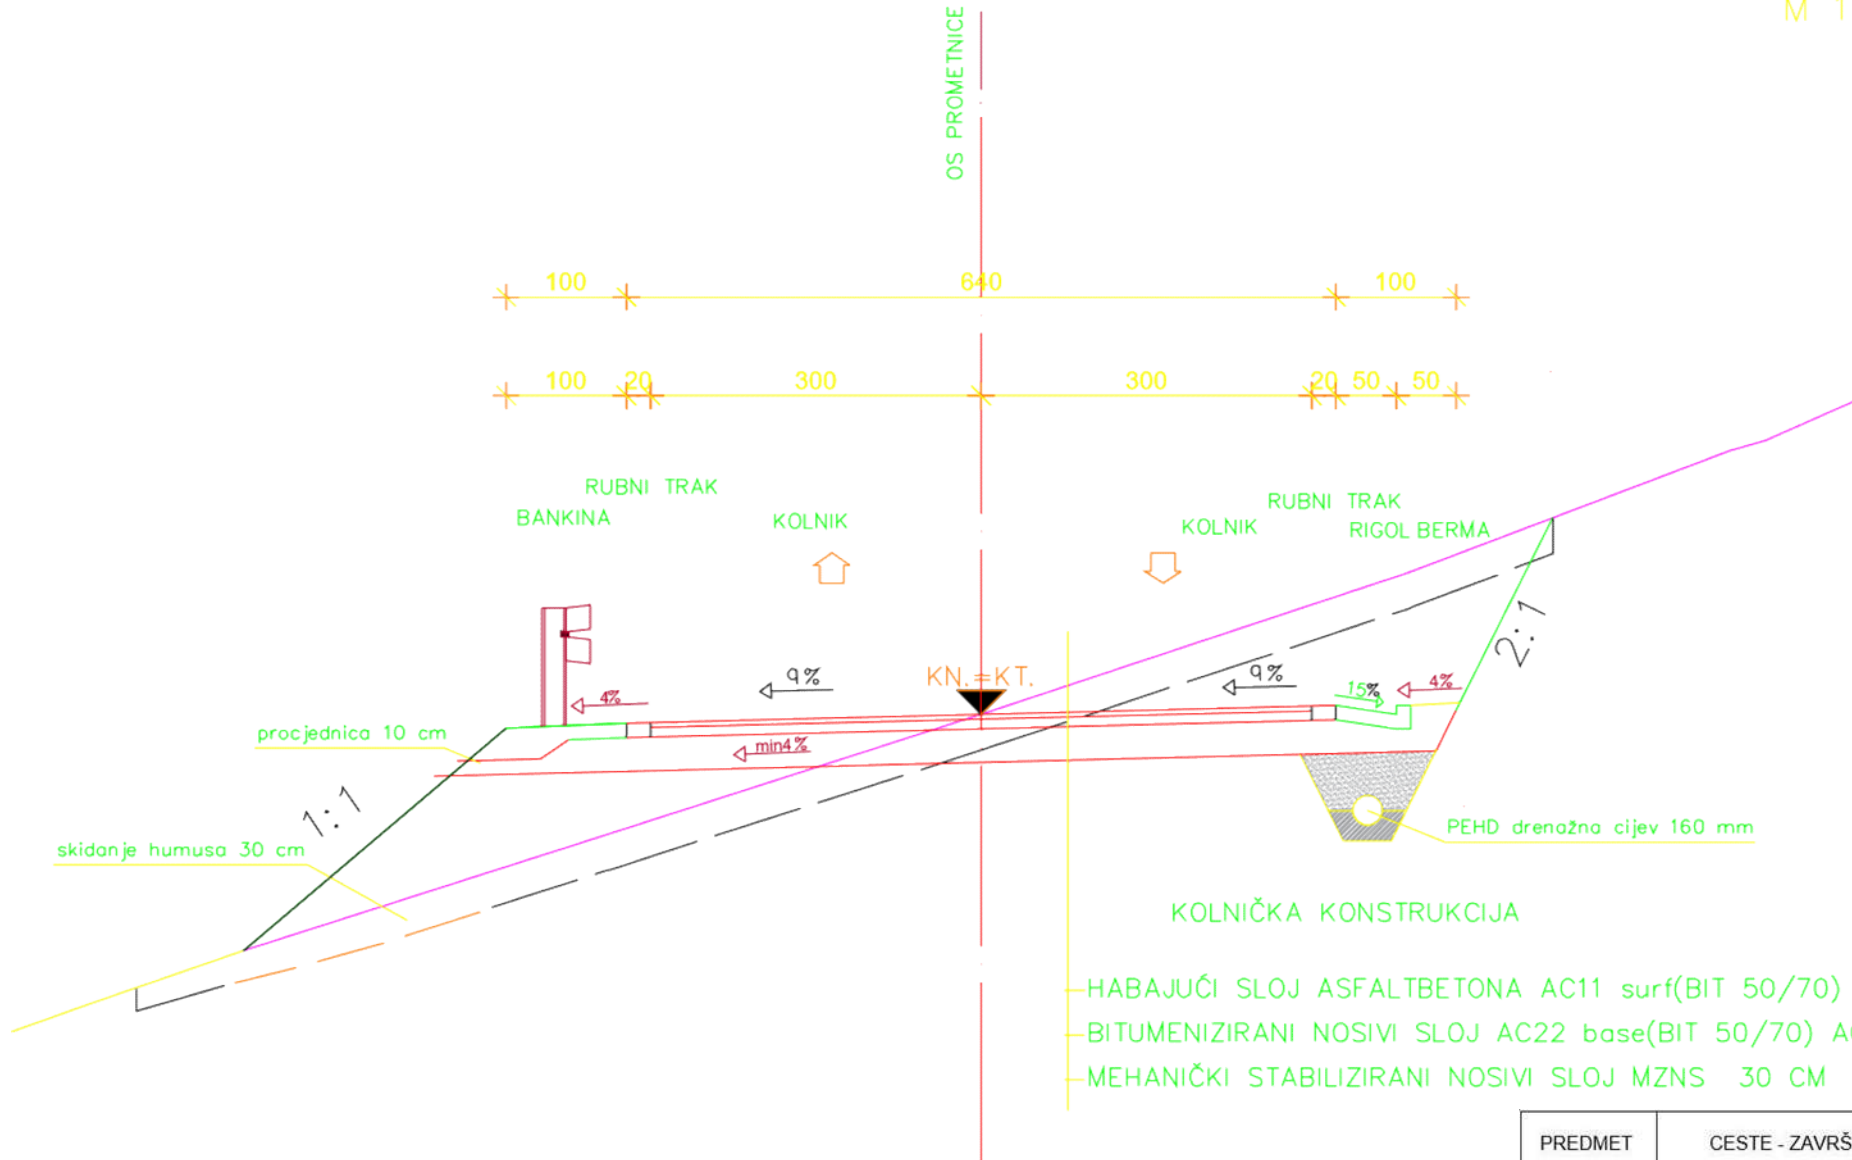 M 1
OS PROMETNICE
100 640 100
100 20 300 300 20 50 50
RUBNI TRAK
BANKINA
KOLNIK
RUBNI TRAK
KOLNIK
RIGOL BERMA
2:1
KN.=KT.
9%
9%
4%
15%
4%
procjednica 10 cm
min4%
1:1
skidanje humusa 30 cm
PEHD drenažna cijev 160 mm
KOLNIČKA KONSTRUKCIJA
HABAJUĆI SLOJ ASFALTBETONA AC11 surf(BIT 50/70)
BITUMENIZIRANI NOSIVI SLOJ AC22 base(BIT 50/70)
MEHANIČKI STABILIZIRANI NOSIVI SLOJ MZNS 30 CM
PREDMET
CESTE - ZAVRŠ